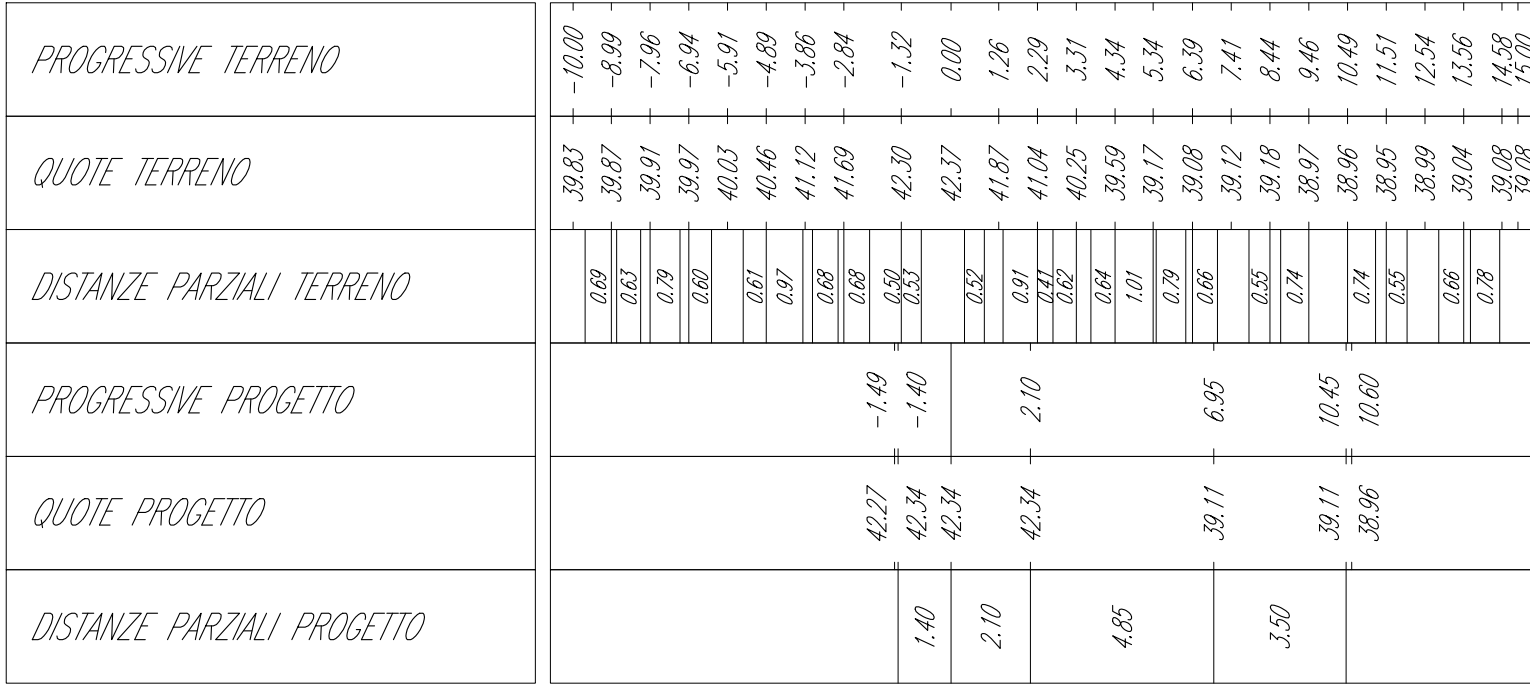 PROGRESSIVE TERRENO -10.00 -8.99 -7.96 -6.94 -5.91 -4.89 -3.86 -2.84 -1.32 0.00 1.26 2.29 3.31 4.34 5.34 6.39 7.41 8.44 9.46 10.49 11.51 12.54 13.56 14.58 15.00
QUOTE TERRENO 39.83 39.87 39.91 39.97 40.03 40.46 41.12 41.69 42.30 42.37 41.87 41.04 40.25 39.59 39.17 39.08 39.12 39.18 38.97 38.96 38.95 38.99 39.04 39.08 39.08
DISTANZE PARZIALI TERRENO 0.69 0.63 0.79 0.60 0.61 0.97 0.68 0.68 0.50 0.53 0.52 0.91 0.41 0.62 0.64 1.01 0.79 0.66 0.55 0.74 0.74 0.55 0.66 0.78
PROGRESSIVE PROGETTO -1.49 -1.40 2.10 6.95 10.45 10.60
QUOTE PROGETTO 42.27 42.34 42.34 42.34 39.11 39.11 38.96
DISTANZE PARZIALI PROGETTO 1.40 2.10 4.85 3.50